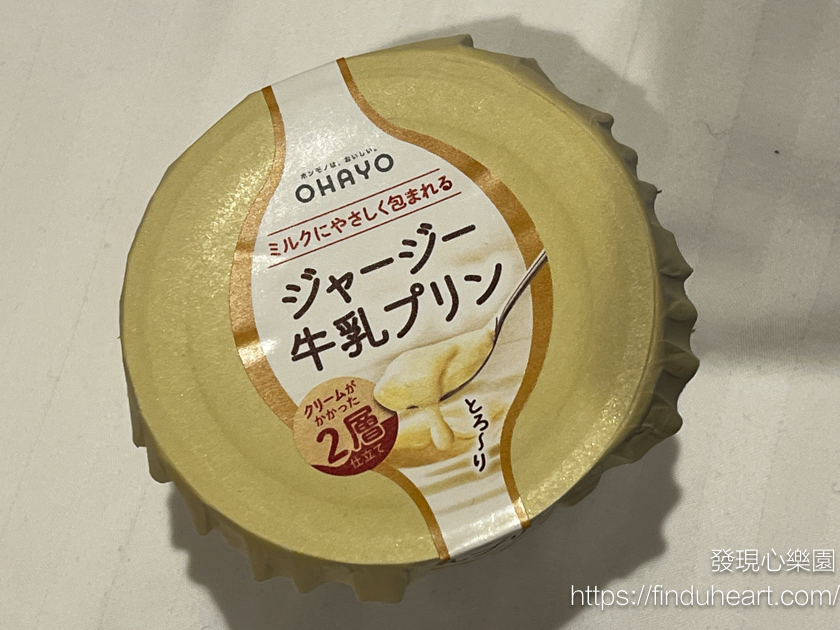 ホンモノは、おいしい。
OHAYO
ミルクにやさしく包まれる
ジャージー
牛乳プリン
クリームが
かかった
2層
仕立て
とろ〜り
發現心樂園
https://finduheart.com/